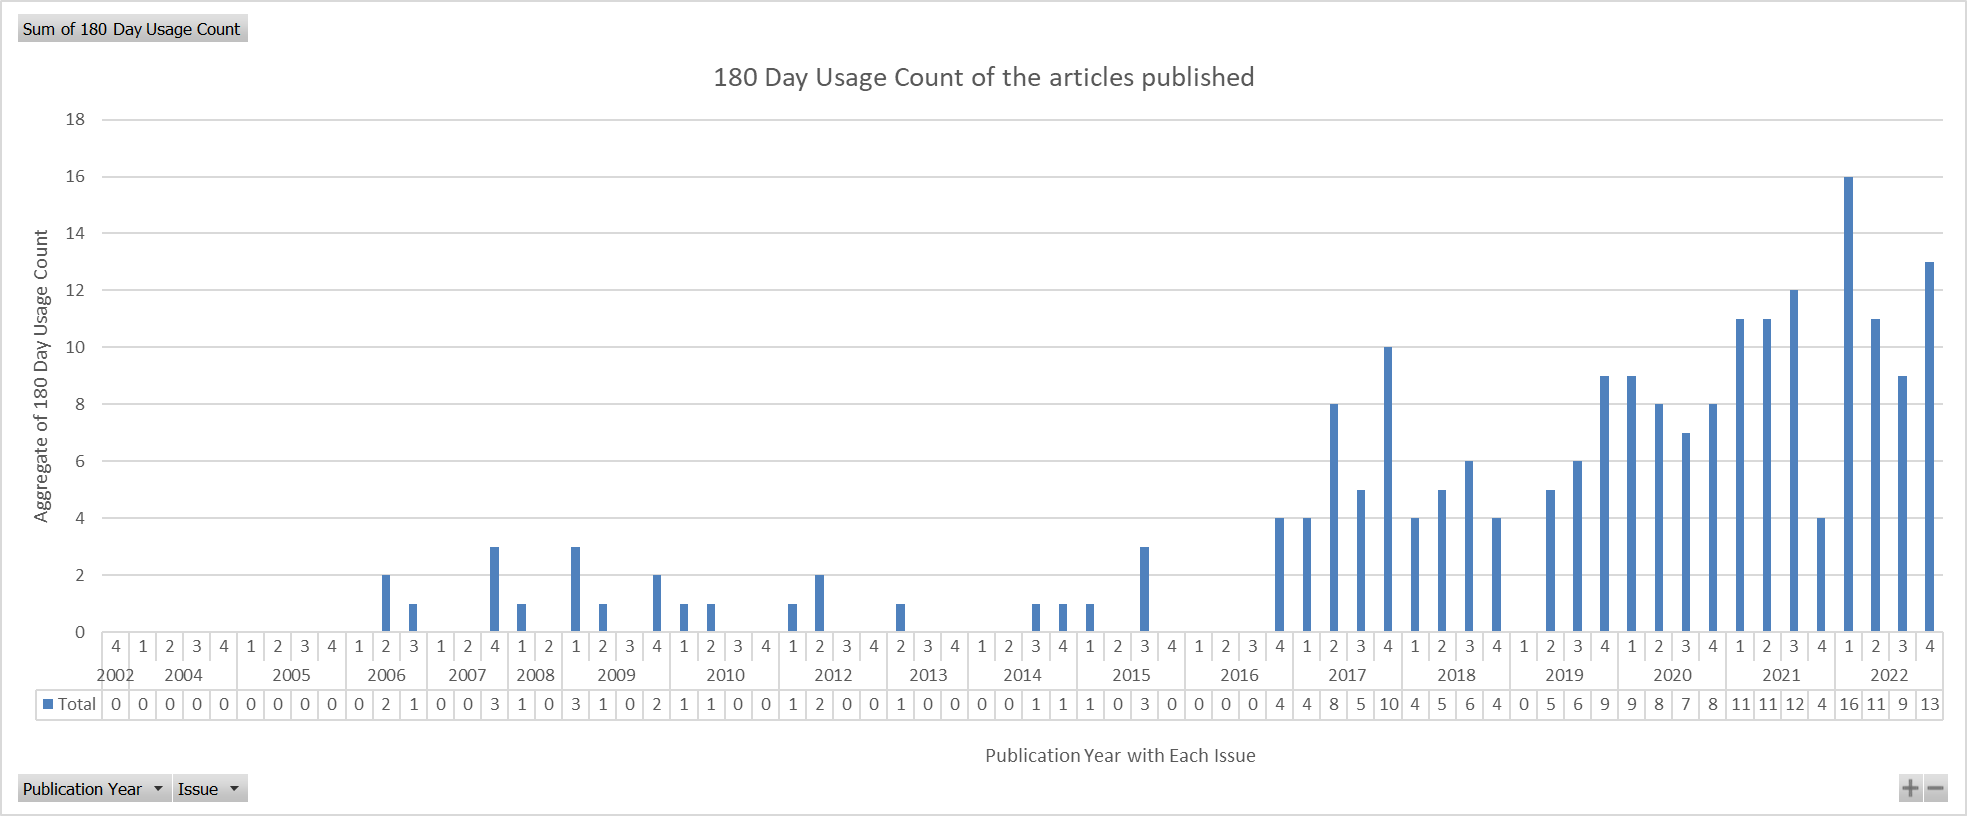 Sum of 180 Day Usage Count
180 Day Usage Count of the articles published
18
16
14
12
10
8
6
4
2
0
Aggregate of 180 Day Usage Count
4 1 2 3 4 1 2 3 4 1 2 3 1 2 4 1 2 1 2 3 4 1 2 3 4 1 2 3 4 2 3 4 1 2 3 4 1 2 3 4 1 2 3 4 1 2 3 4 1 2 3 4 1 2 3 4 1 2 3 4 1 2 3 4 1 2 3 4
2002 2004 2005 2006 2007 2008 2009 2010 2012 2013 2014 2015 2016 2017 2018 2019 2020 2021 2022
Total 0 0 0 0 0 0 0 0 0 0 2 1 0 0 3 1 0 3 1 0 2 1 1 0 0 1 2 0 0 1 0 0 0 0 1 1 1 0 3 0 0 0 0 4 4 8 5 10 4 5 6 4 0 5 6 9 9 8 7 8 11 11 12 4 16 11 9 13
Publication Year with Each Issue
Publication Year Issue